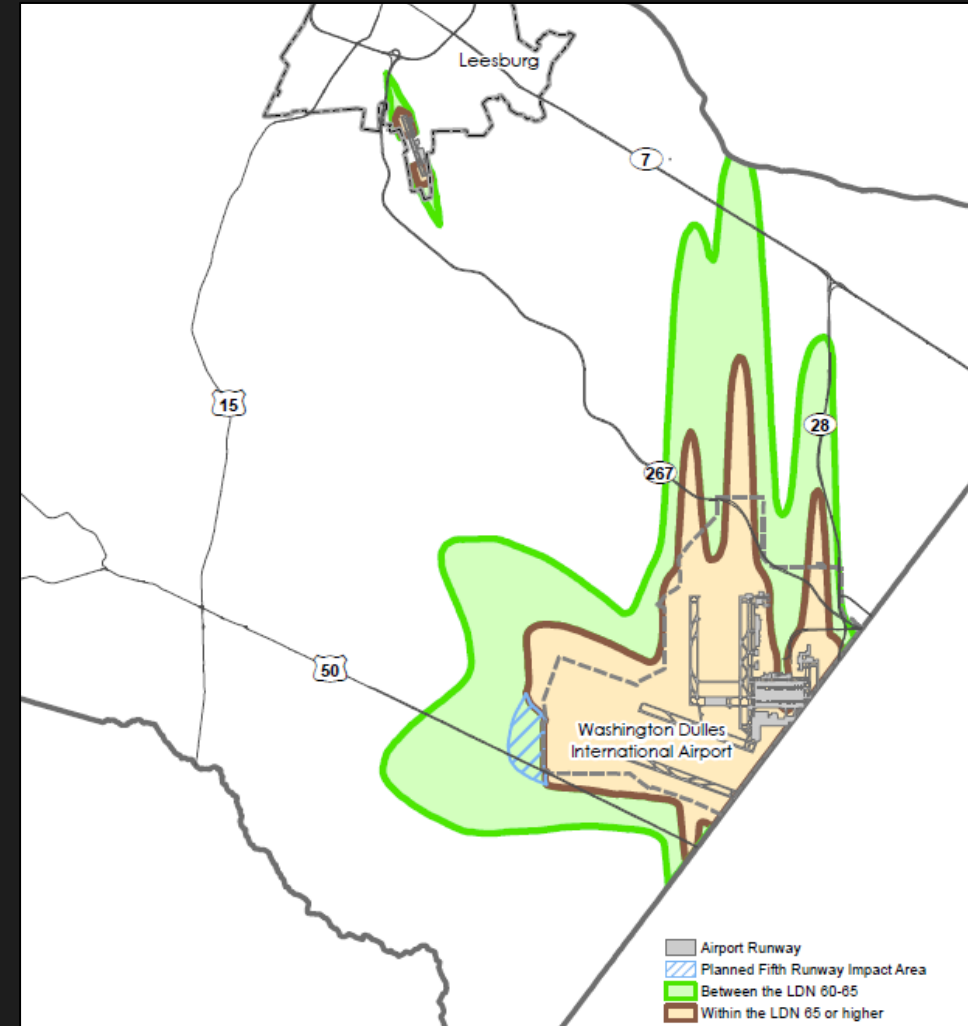 Leesburg
7
15
28
267
50
Washington Dulles
International Airport
Airport Runway
Planned Fifth Runway Impact Area
Between the LDN 60-65
Within the LDN 65 or higher